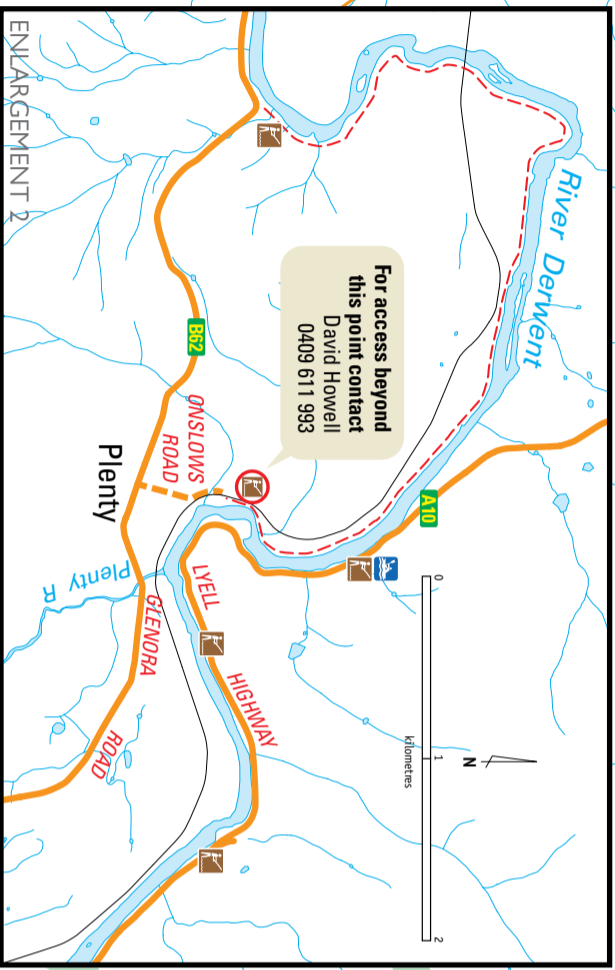 River Derwent
For access beyond
this point contact
David Howell
0409 611 993
A10
0
1
2
kilometres
N
B62
ONSLOWS
ROAD
Plenty
Plenty R
LYELL
HIGHWAY
GLENORA
ROAD
ENLARGEMENT 2